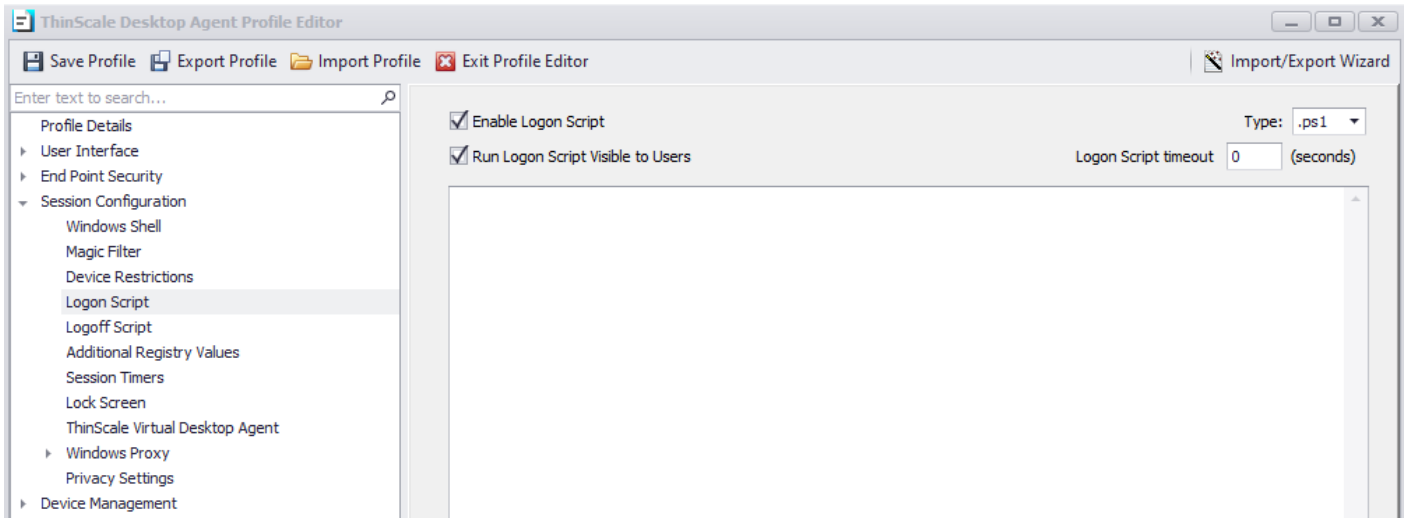 ThinScale Desktop Agent Profile Editor
Save Profile Export Profile Import Profile Exit Profile Editor Import/Export Wizard
Enter text to search...
Profile Details
User Interface
End Point Security
Session Configuration
Windows Shell
Magic Filter
Device Restrictions
Logon Script
Logoff Script
Additional Registry Values
Session Timers
Lock Screen
ThinScale Virtual Desktop Agent
Windows Proxy
Privacy Settings
Device Management
Enable Logon Script Type: .ps1
Run Logon Script Visible to Users Logon Script timeout 0 (seconds)